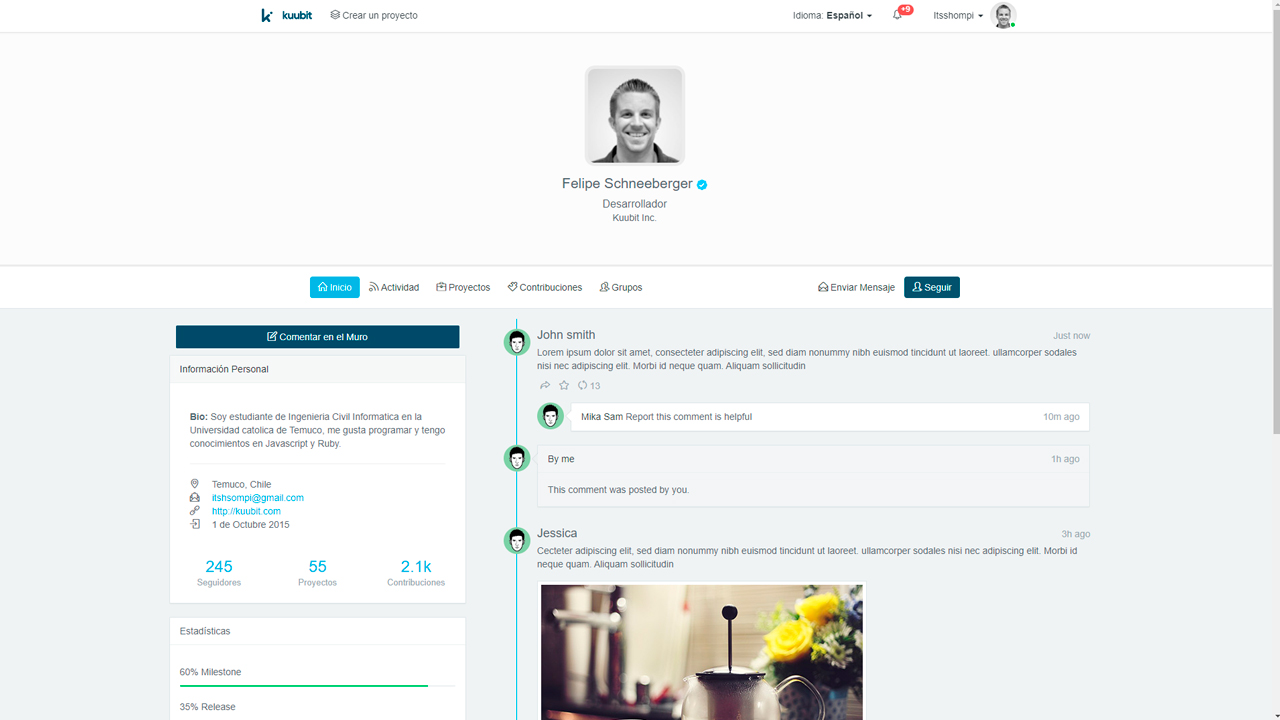 kuubit
Crear un proyecto
Idioma: Español
+9
Itsshompi
Felipe Schneeberger
Desarrollador
Kuubit Inc.
Inicio
Actividad
Proyectos
Contribuciones
Grupos
Enviar Mensaje
Seguir
Comentar en el Muro
Información Personal
Bio: Soy estudiante de Ingenieria Civil Informatica en la
Universidad catolica de Temuco, me gusta programar y tengo
conocimientos en Javascript y Ruby.
Temuco, Chile
itshsompi@gmail.com
http://kuubit.com
1 de Octubre 2015
245
Seguidores
55
Proyectos
2.1k
Contribuciones
Estadísticas
60% Milestone
35% Release
John smith
Just now
Lorem ipsum dolor sit amet, consecteter adipiscing elit, sed diam nonummy nibh euismod tincidunt ut laoreet. ullamcorper sodales
nisi nec adipiscing elit. Morbi id neque quam. Aliquam sollicitudin
13
Mika Sam Report this comment is helpful
10m ago
By me
1h ago
This comment was posted by you.
Jessica
3h ago
Cecteter adipiscing elit, sed diam nonummy nibh euismod tincidunt ut laoreet. ullamcorper sodales nisi nec adipiscing elit. Morbi id
neque quam. Aliquam sollicitudin